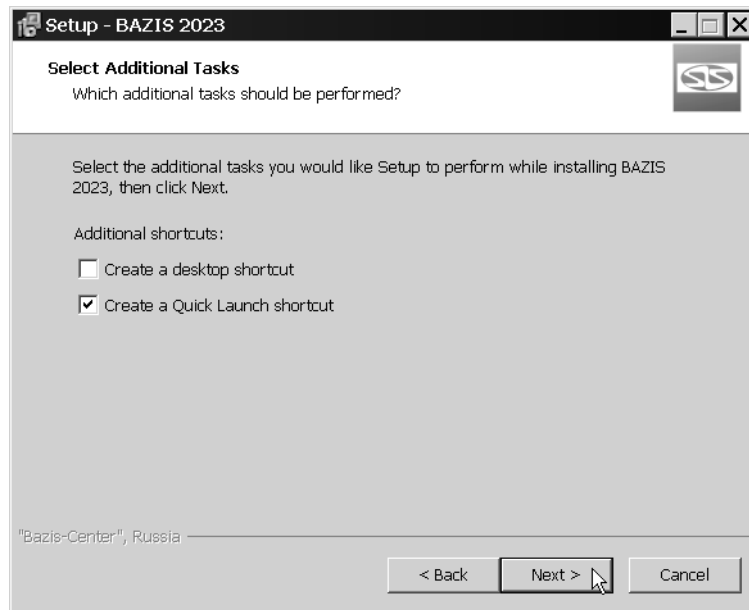 Setup - BAZIS 2023
Select Additional Tasks
Which additional tasks should be performed?
Select the additional tasks you would like Setup to perform while installing BAZIS
2023, then click Next.
Additional shortcuts:
Create a desktop shortcut
Create a Quick Launch shortcut
"Bazis-Center", Russia
< Back
Next >
Cancel